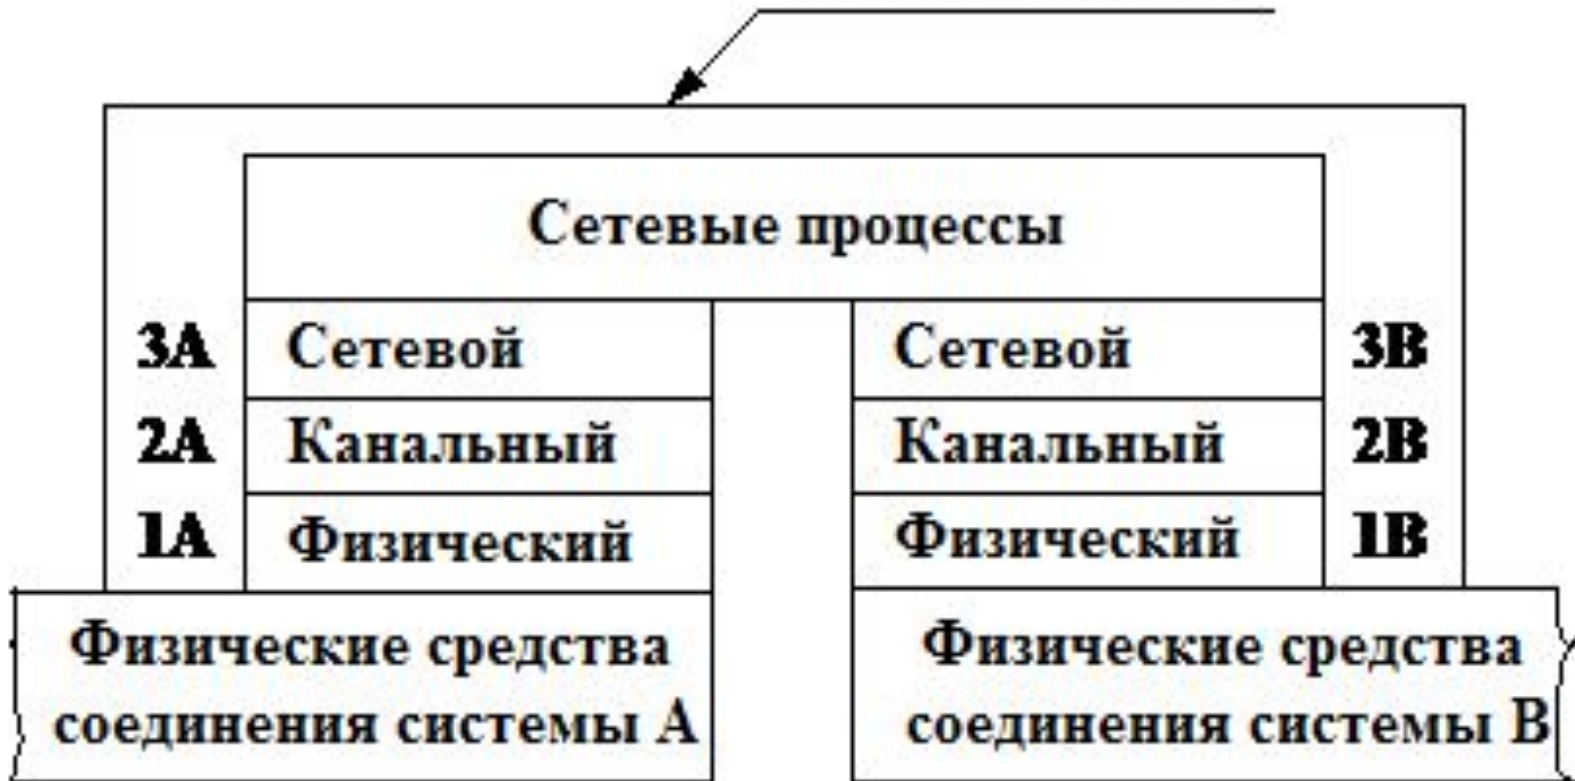 Сетевые процессы
3A Сетевой Сетевой 3B
2A Канальный Канальный 2B
1A Физический Физический 1B
Физические средства Физические средства
соединения системы A соединения системы B